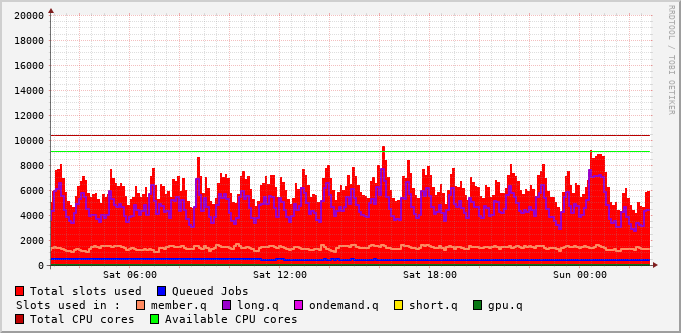 20000
18000
16000
14000
12000
10000
8000
6000
4000
2000
0
Sat 06:00 Sat 12:00 Sat 18:00 Sun 00:00
Total slots used Queued Jobs
Slots used in : member.q long.q ondemand.q short.q gpu.q
Total CPU cores Available CPU cores
RRDTOOL / TOBI OETIKER